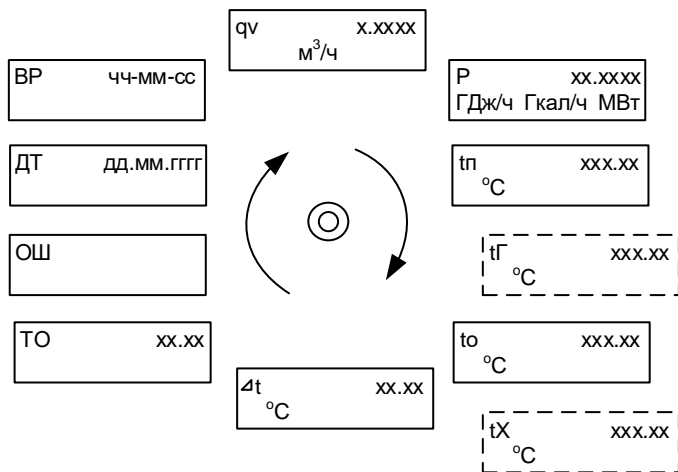 qv x.xxxx
м³/ч
P xx.xxxx
ГДж/ч Гкал/ч МВт
tп xxx.xx
°C
tГ xxx.xx
°C
to xxx.xx
°C
tX xxx.xx
°C
⊿t xx.xx
°C
ТО xx.xx
ОШ
ДТ дд.мм.гггг
ВР чч-мм-сс